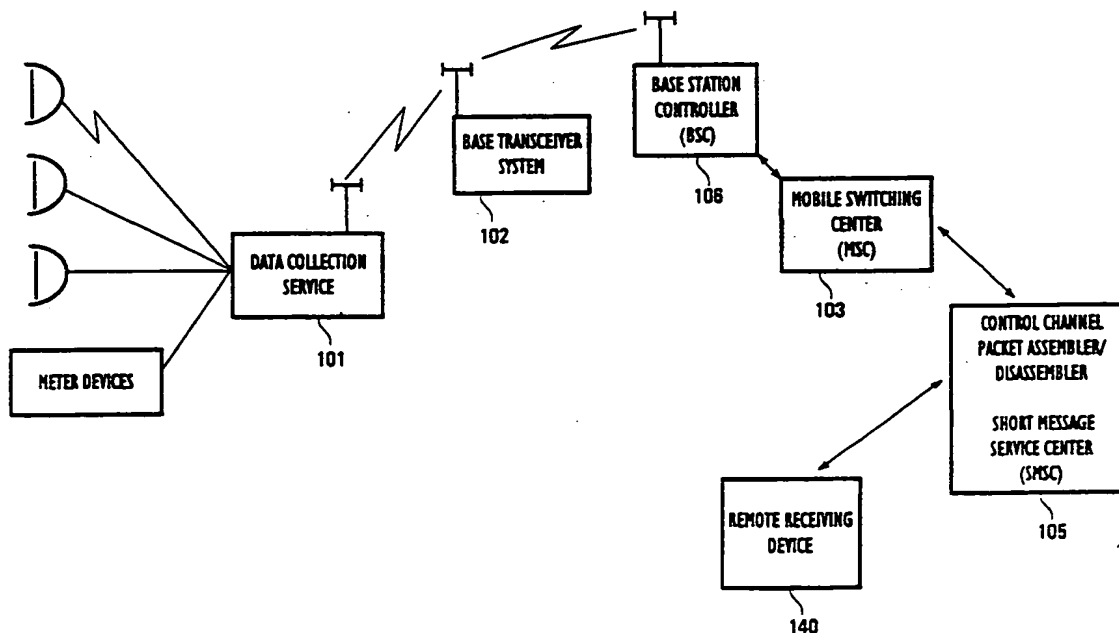 BASE STATION
CONTROLLER
(BSC)
106
BASE TRANSCEIVER
SYSTEM
102
MOBILE SWITCHING
CENTER
(MSC)
103
DATA COLLECTION
SERVICE
101
METER DEVICES
CONTROL CHANNEL
PACKET ASSEMBLER/
DISASSEMBLER
SHORT MESSAGE
SERVICE CENTER
(SMSC)
105
REMOTE RECEIVING
DEVICE
140